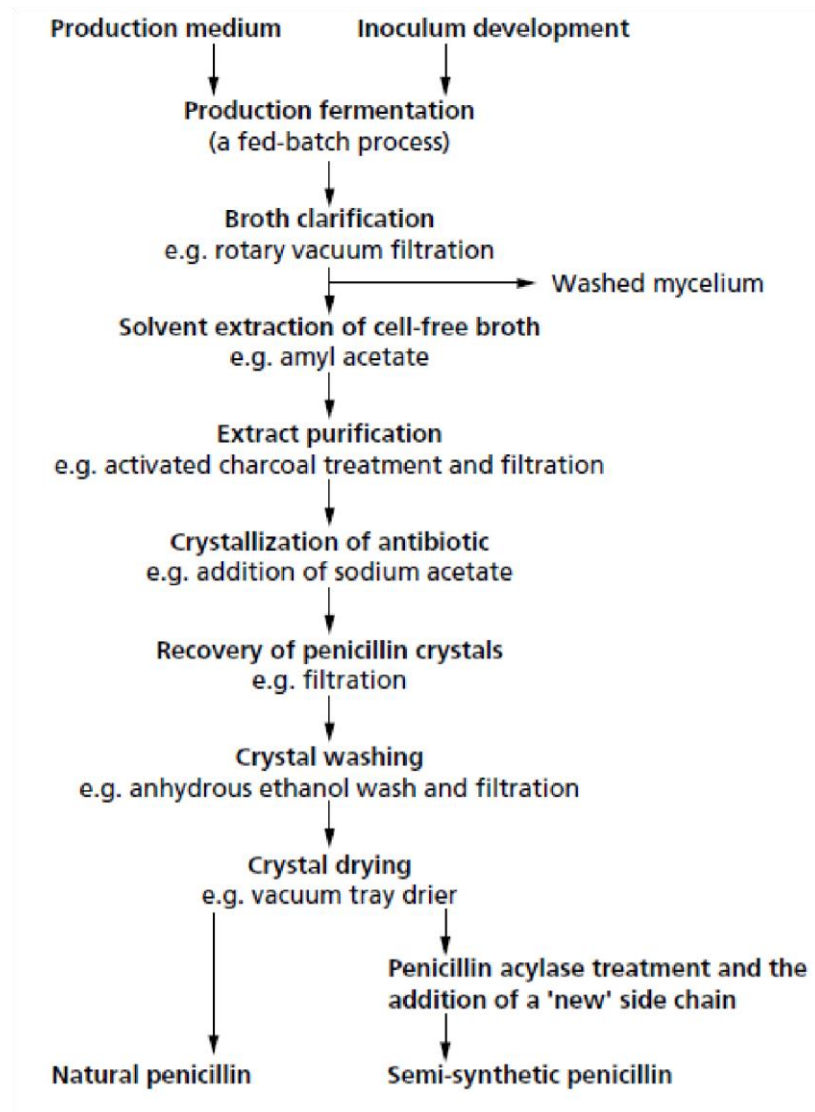 Production medium
Inoculum development
Production fermentation
(a fed-batch process)
Broth clarification
e.g. rotary vacuum filtration
Washed mycelium
Solvent extraction of cell-free broth
e.g. amyl acetate
Extract purification
e.g. activated charcoal treatment and filtration
Crystallization of antibiotic
e.g. addition of sodium acetate
Recovery of penicillin crystals
e.g. filtration
Crystal washing
e.g. anhydrous ethanol wash and filtration
Crystal drying
e.g. vacuum tray drier
Penicillin acylase treatment and the
addition of a 'new' side chain
Natural penicillin
Semi-synthetic penicillin